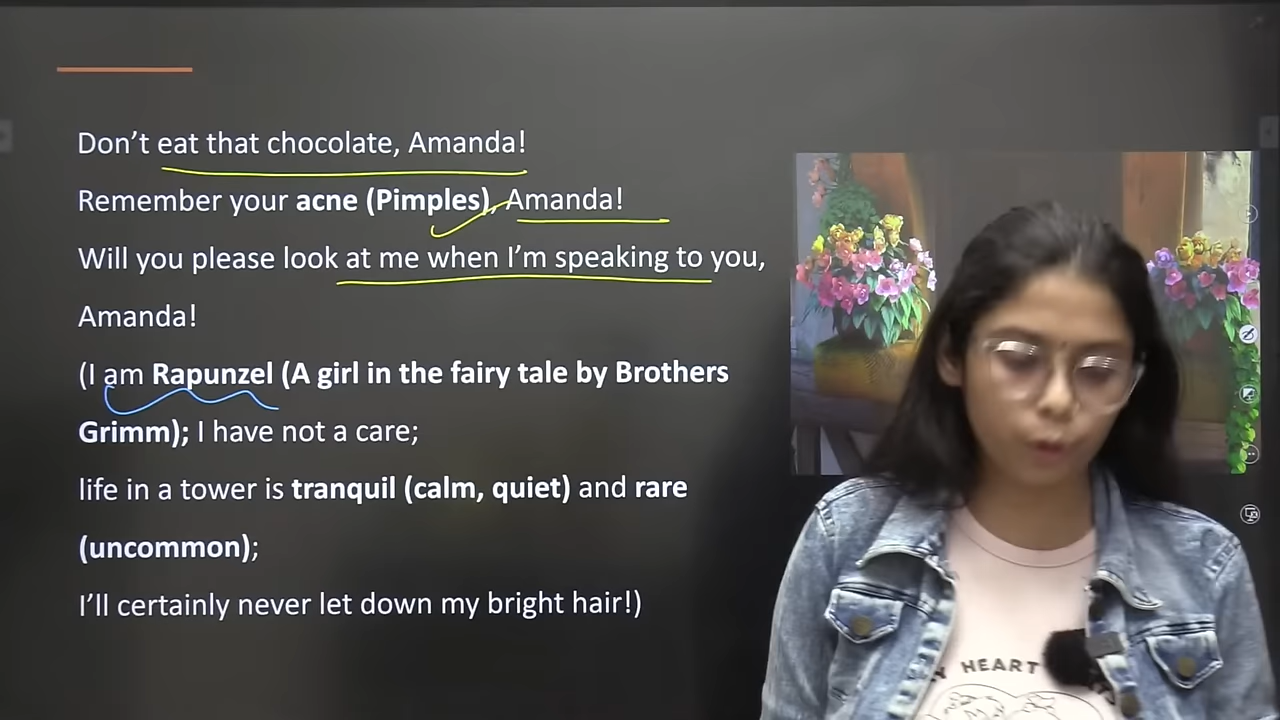 Don’t eat that chocolate, Amanda!
Remember your acne (Pimples), Amanda!
Will you please look at me when I’m speaking to you,
Amanda!
(I am Rapunzel (A girl in the fairy tale by Brothers
Grimm); I have not a care;
life in a tower is tranquil (calm, quiet) and rare
(uncommon);
I’ll certainly never let down my bright hair!)
HEART